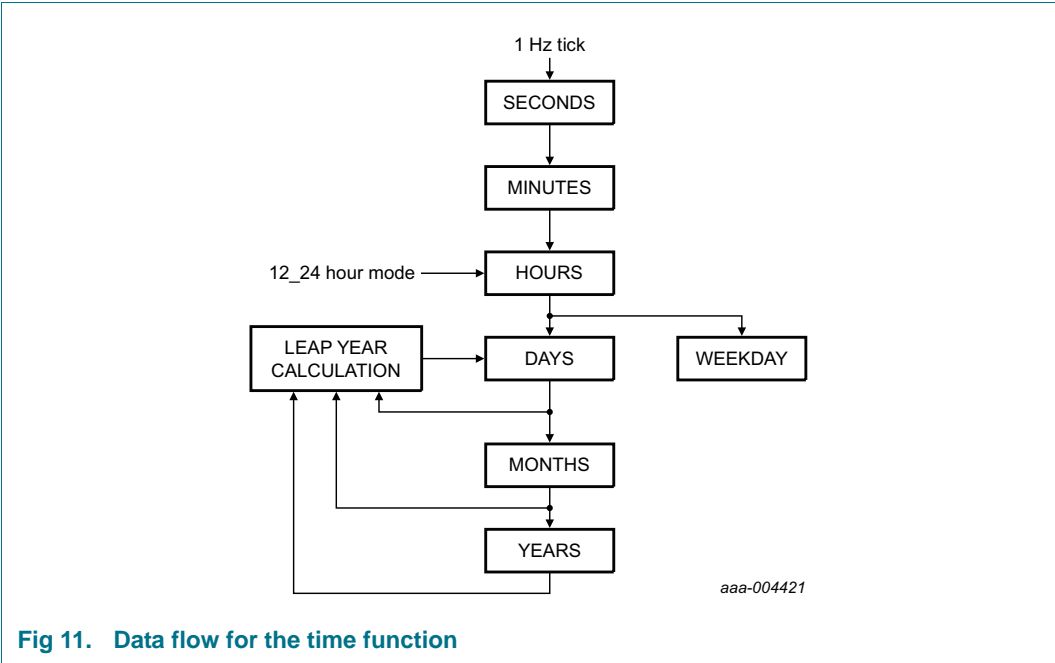 1 Hz tick
SECONDS
MINUTES
12_24 hour mode
HOURS
LEAP YEAR
CALCULATION
DAYS
WEEKDAY
MONTHS
YEARS
aaa-004421
Fig 11. Data flow for the time function